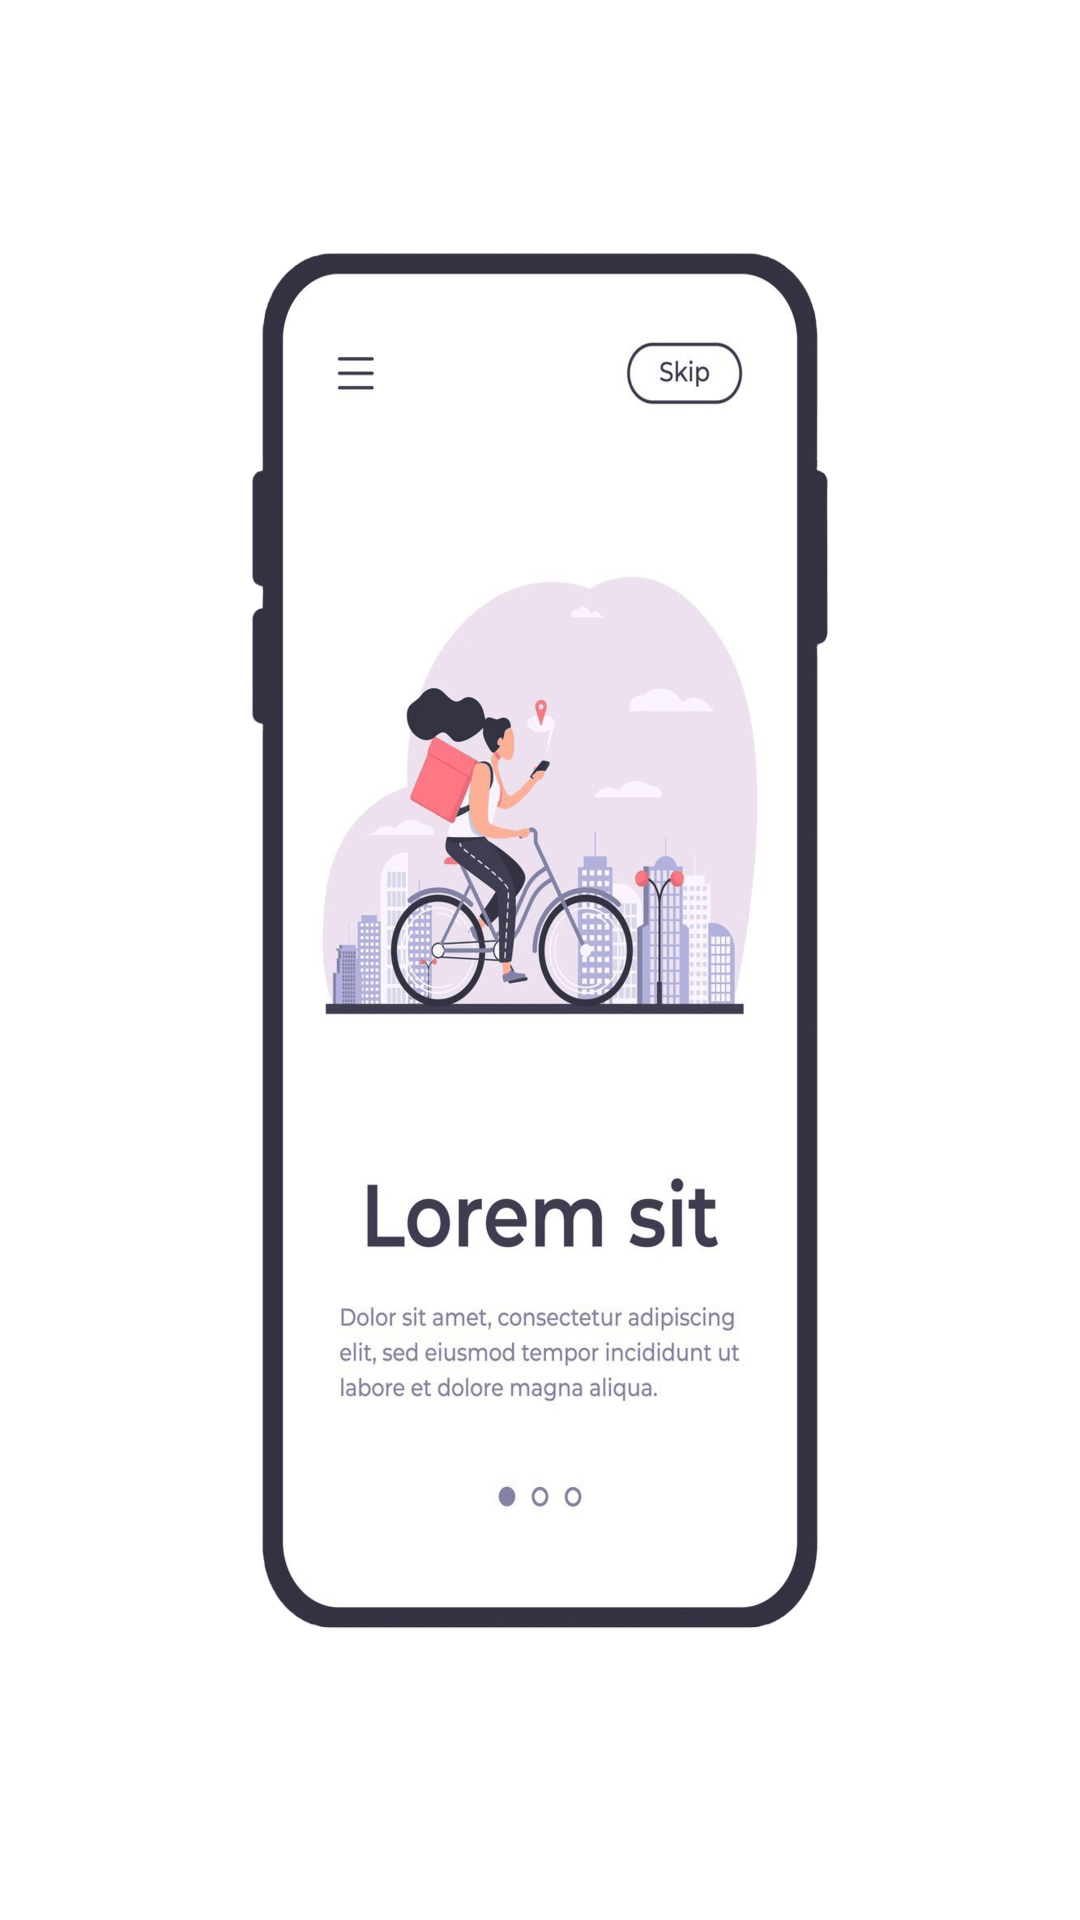 Skip
Lorem sit
Dolor sit amet, consectetur adipiscing
elit, sed eiusmod tempor incididunt ut
labore et dolore magna aliqua.